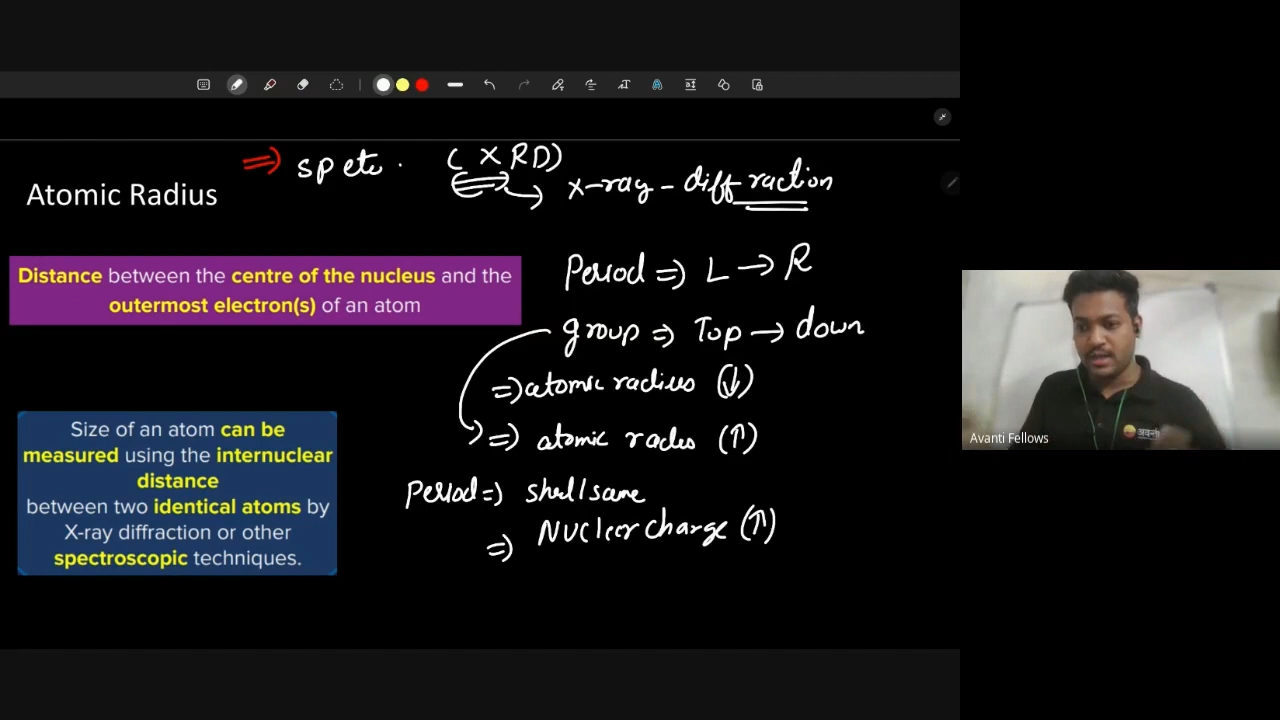 ⇒ spetc. (XRD)
→ x-ray-diffraction
Atomic Radius
Distance between the centre of the nucleus and the
outermost electron(s) of an atom
Period ⇒ L → R
group ⇒ Top → down
⇒ atomic radius (↓)
⇒ atomic rades (↑)
Size of an atom can be
measured using the internuclear
distance
between two identical atoms by
X-ray diffraction or other
spectroscopic techniques.
Period ⇒ shell same
⇒ Nucleer charge (↑)
Avanti Fellows